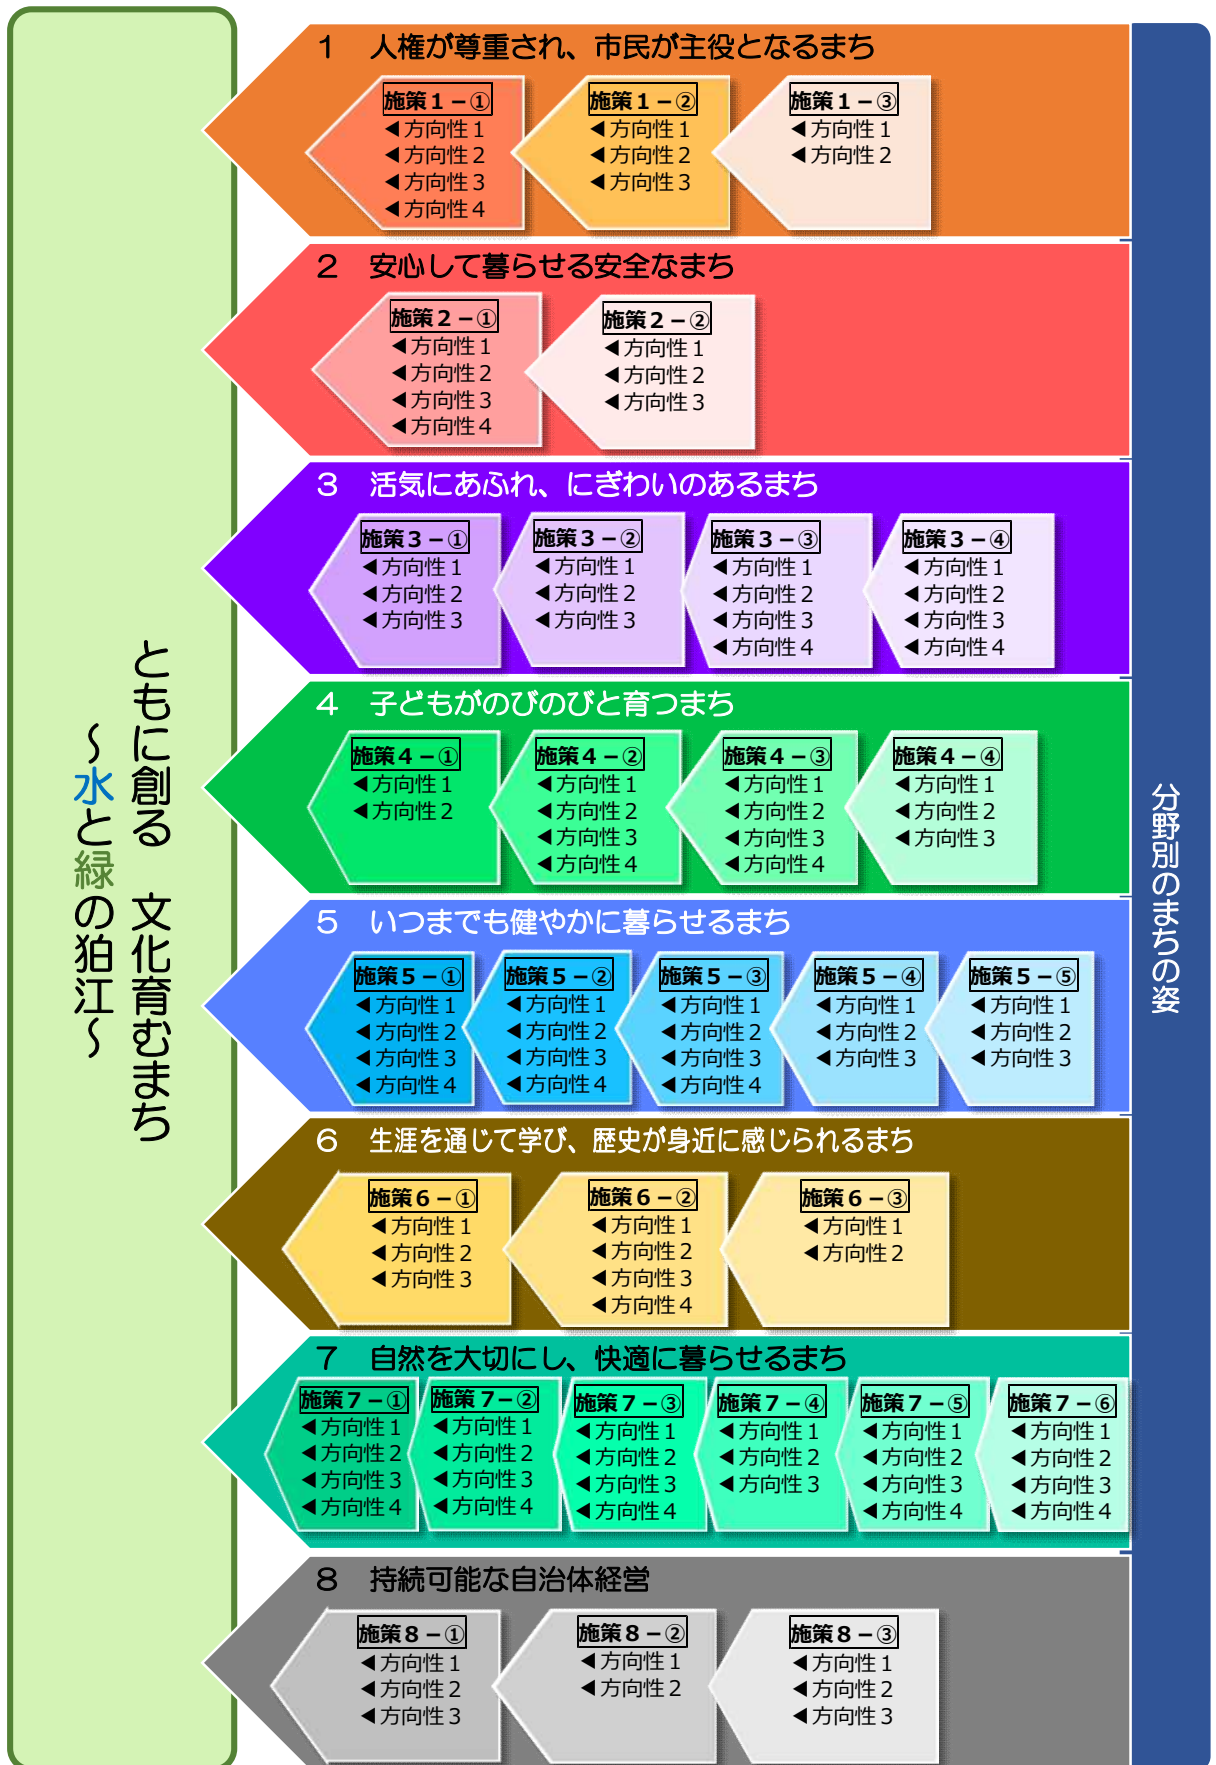 ともに創る　文化育むまち
～水と緑の狛江～
1　人権が尊重され、市民が主役となるまち
施策1－①
◀方向性1
◀方向性2
◀方向性3
◀方向性4
施策1－②
◀方向性1
◀方向性2
◀方向性3
施策1－③
◀方向性1
◀方向性2
2　安心して暮らせる安全なまち
施策2－①
◀方向性1
◀方向性2
◀方向性3
◀方向性4
施策2－②
◀方向性1
◀方向性2
◀方向性3
3　活気にあふれ、にぎわいのあるまち
施策3－①
◀方向性1
◀方向性2
◀方向性3
施策3－②
◀方向性1
◀方向性2
◀方向性3
施策3－③
◀方向性1
◀方向性2
◀方向性3
◀方向性4
施策3－④
◀方向性1
◀方向性2
◀方向性3
◀方向性4
4　子どもがのびのびと育つまち
施策4－①
◀方向性1
◀方向性2
施策4－②
◀方向性1
◀方向性2
◀方向性3
◀方向性4
施策4－③
◀方向性1
◀方向性2
◀方向性3
◀方向性4
施策4－④
◀方向性1
◀方向性2
◀方向性3
5　いつまでも健やかに暮らせるまち
施策5－①
◀方向性1
◀方向性2
◀方向性3
◀方向性4
施策5－②
◀方向性1
◀方向性2
◀方向性3
◀方向性4
施策5－③
◀方向性1
◀方向性2
◀方向性3
◀方向性4
施策5－④
◀方向性1
◀方向性2
◀方向性3
施策5－⑤
◀方向性1
◀方向性2
◀方向性3
6　生涯を通じて学び、歴史が身近に感じられるまち
施策6－①
◀方向性1
◀方向性2
◀方向性3
施策6－②
◀方向性1
◀方向性2
◀方向性3
◀方向性4
施策6－③
◀方向性1
◀方向性2
7　自然を大切にし、快適に暮らせるまち
施策7－①
◀方向性1
◀方向性2
◀方向性3
◀方向性4
施策7－②
◀方向性1
◀方向性2
◀方向性3
◀方向性4
施策7－③
◀方向性1
◀方向性2
◀方向性3
◀方向性4
施策7－④
◀方向性1
◀方向性2
◀方向性3
施策7－⑤
◀方向性1
◀方向性2
◀方向性3
◀方向性4
施策7－⑥
◀方向性1
◀方向性2
◀方向性3
◀方向性4
8　持続可能な自治体経営
施策8－①
◀方向性1
◀方向性2
◀方向性3
施策8－②
◀方向性1
◀方向性2
施策8－③
◀方向性1
◀方向性2
◀方向性3
分野別のまちの姿